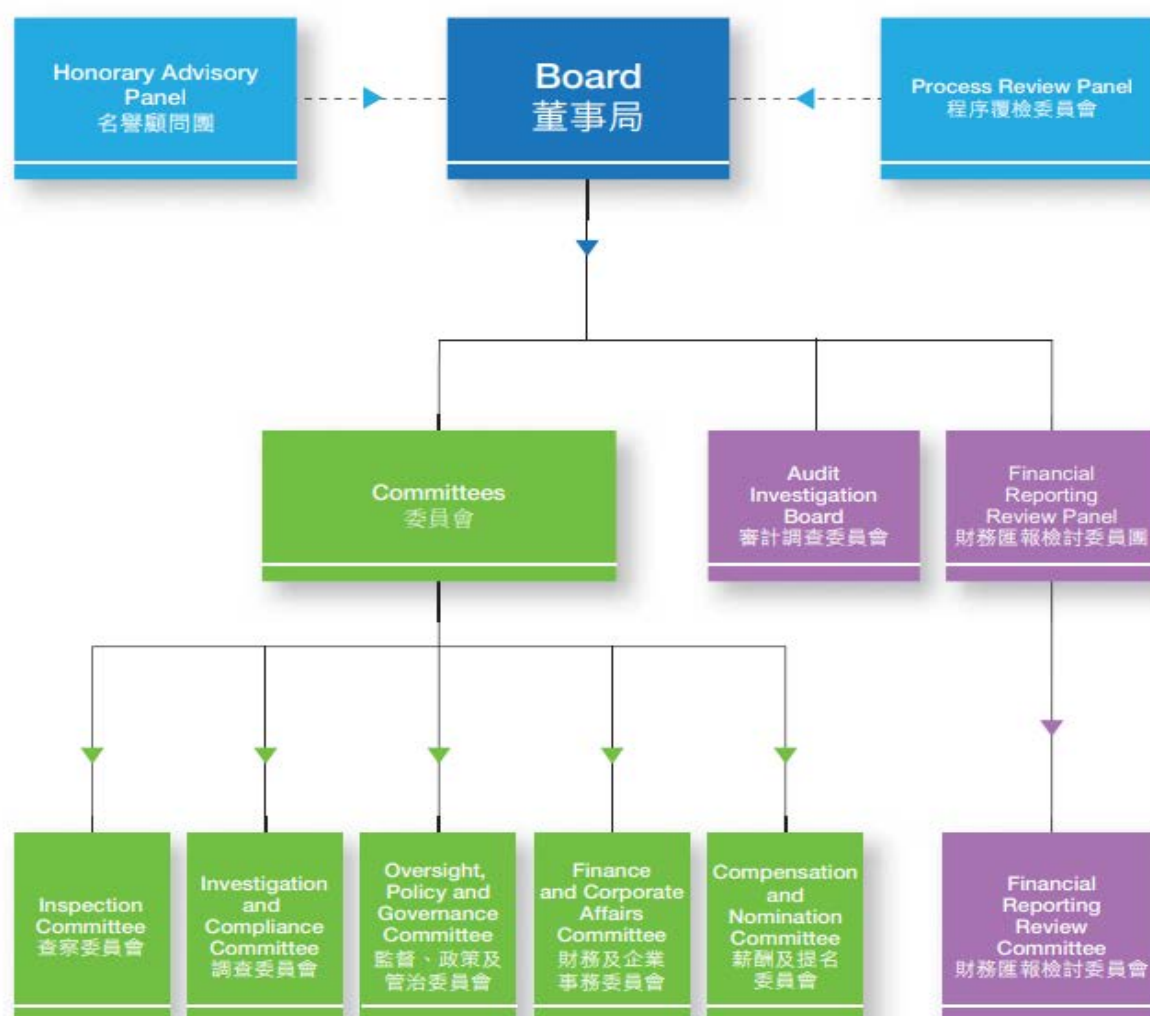 Honorary Advisory
Panel
名譽顧問團
Board
董事局
Process Review Panel
程序覆檢委員會
Committees
委員會
Audit
Investigation
Board
審計調查委員會
Financial
Reporting
Review Panel
財務匯報檢討委員團
Inspection
Committee
查察委員會
Investigation
and
Compliance
Committee
調查委員會
Oversight,
Policy and
Governance
Committee
監督、政策及
管治委員會
Finance
and Corporate
Affairs
Committee
財務及企業
事務委員會
Compensation
and
Nomination
Committee
薪酬及提名
委員會
Financial
Reporting
Review
Committee
財務匯報檢討委員會